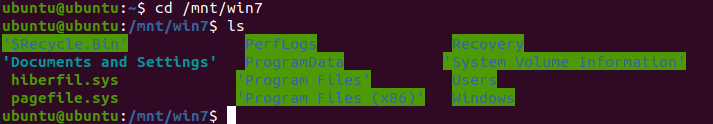 ubuntu@ubuntu:~$ cd /mnt/win7
ubuntu@ubuntu:/mnt/win7$ ls
'$Recycle.Bin' PerfLogs Recovery
'Documents and Settings' ProgramData 'System Volume Information'
hiberfil.sys 'Program Files' Users
pagefile.sys 'Program Files (x86)' Windows
ubuntu@ubuntu:/mnt/win7$